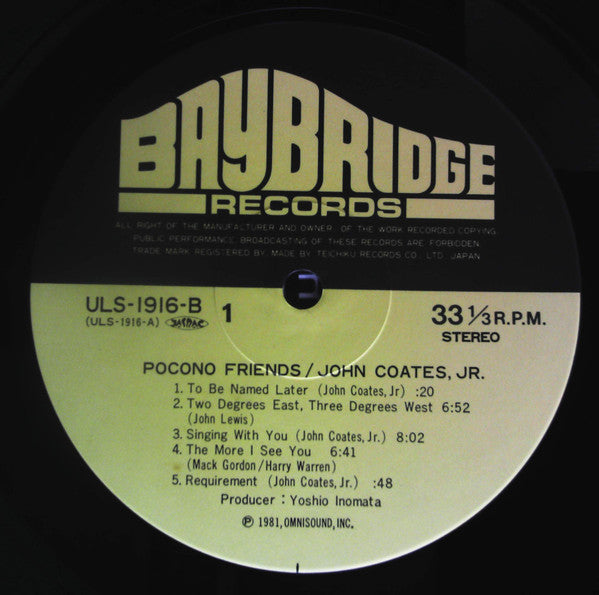 BAYBRIDGE
RECORDS
ALL RIGHT OF THE MANUFACTURER AND OWNER OF THE WORK RECORDED COPYING.
PUBLIC PERFORMANCE BROADCASTING OF THESE RECORDS ARE FORBIDDEN.
TRADE MARK REGISTERED BY, MADE BY TEICHIKU RECORDS CO., LTD. JAPAN
ULS-1916-B 1 33 1/3 R.P.M.
(ULS-1916-A) JASRAC STEREO
POCONO FRIENDS/JOHN COATES, JR.
1. To Be Named Later (John Coates, Jr) :20
2. Two Degrees East, Three Degrees West 6:52
(John Lewis)
3. Singing With You (John Coates, Jr.) 8:02
4. The More I See You 6:41
(Mack Gordon/Harry Warren)
5. Requirement (John Coates, Jr.) :48
Producer : Yoshio Inomata
℗ 1981, OMNISOUND, INC.